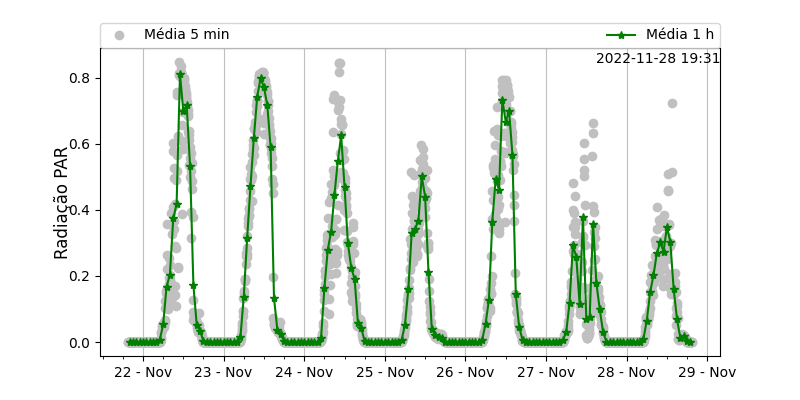 Média 5 min
Média 1 h
2022-11-28 19:31
Radiação PAR
0.8
0.6
0.4
0.2
0.0
22 - Nov
23 - Nov
24 - Nov
25 - Nov
26 - Nov
27 - Nov
28 - Nov
29 - Nov